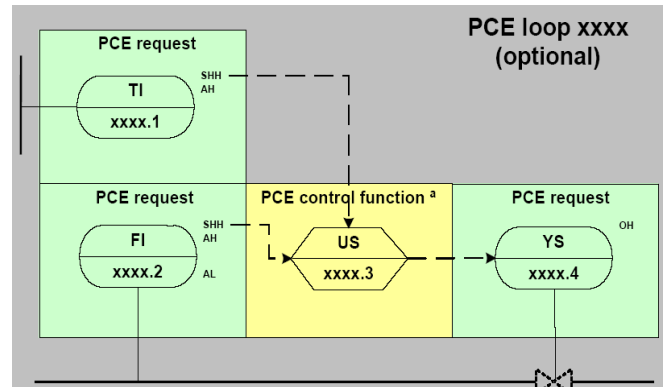 PCE loop xxxx
(optional)
PCE request
TI
SHH
AH
xxxx.1
PCE request
FI
SHH
AH
xxxx.2
AL
PCE control function a
US
xxxx.3
PCE request
YS
OH
xxxx.4